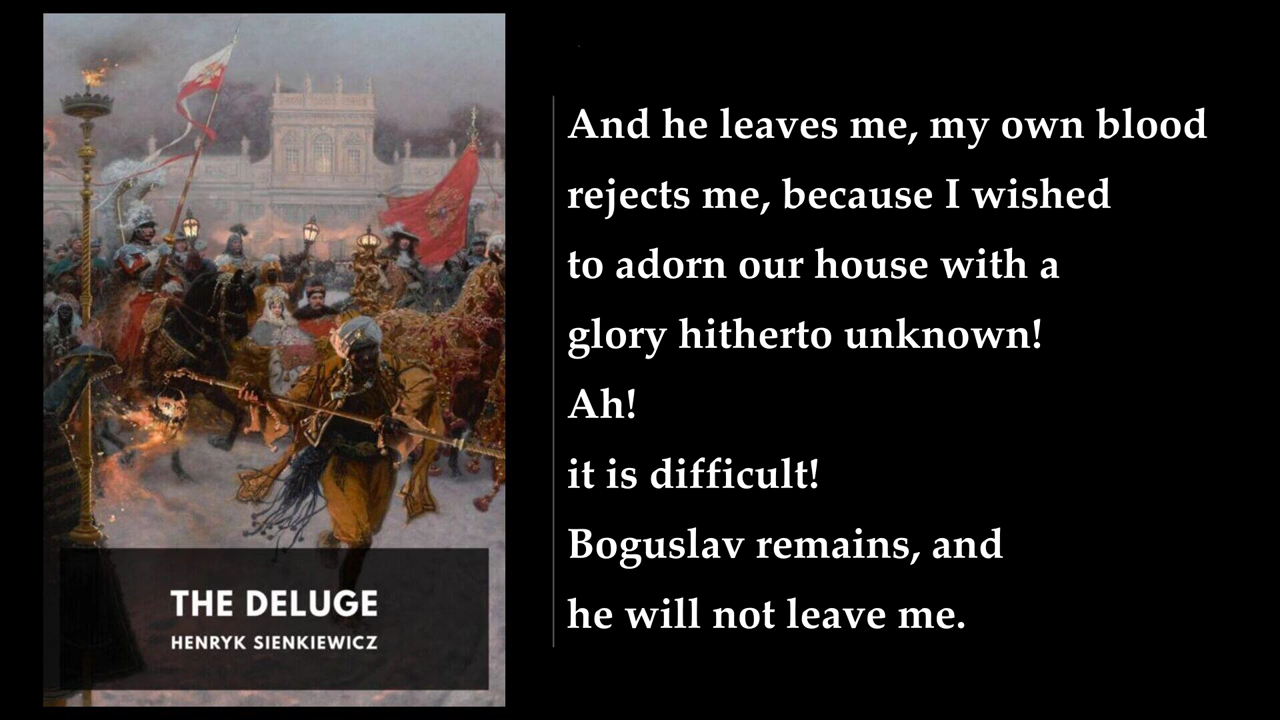 THE DELUGE
HENRYK SIENKIEWICZ
And he leaves me, my own blood
rejects me, because I wished
to adorn our house with a
glory hitherto unknown!
Ah!
it is difficult!
Boguslav remains, and
he will not leave me.